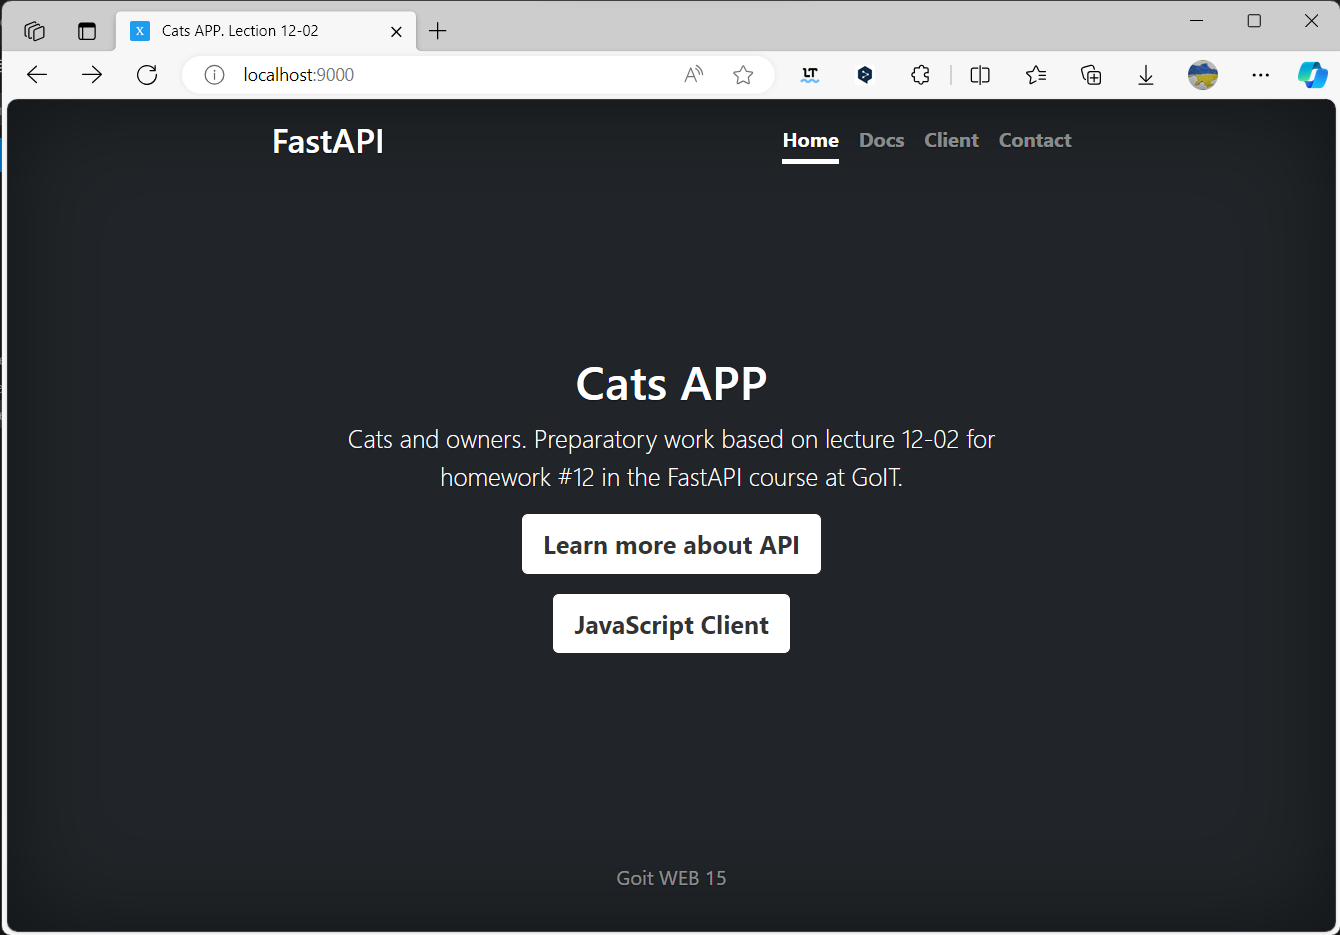 X Cats APP. Lection 12-02
localhost:9000
A
LT
FastAPI
Home Docs Client Contact
Cats APP
Cats and owners. Preparatory work based on lecture 12-02 for
homework #12 in the FastAPI course at GoIT.
Learn more about API
JavaScript Client
Goit WEB 15